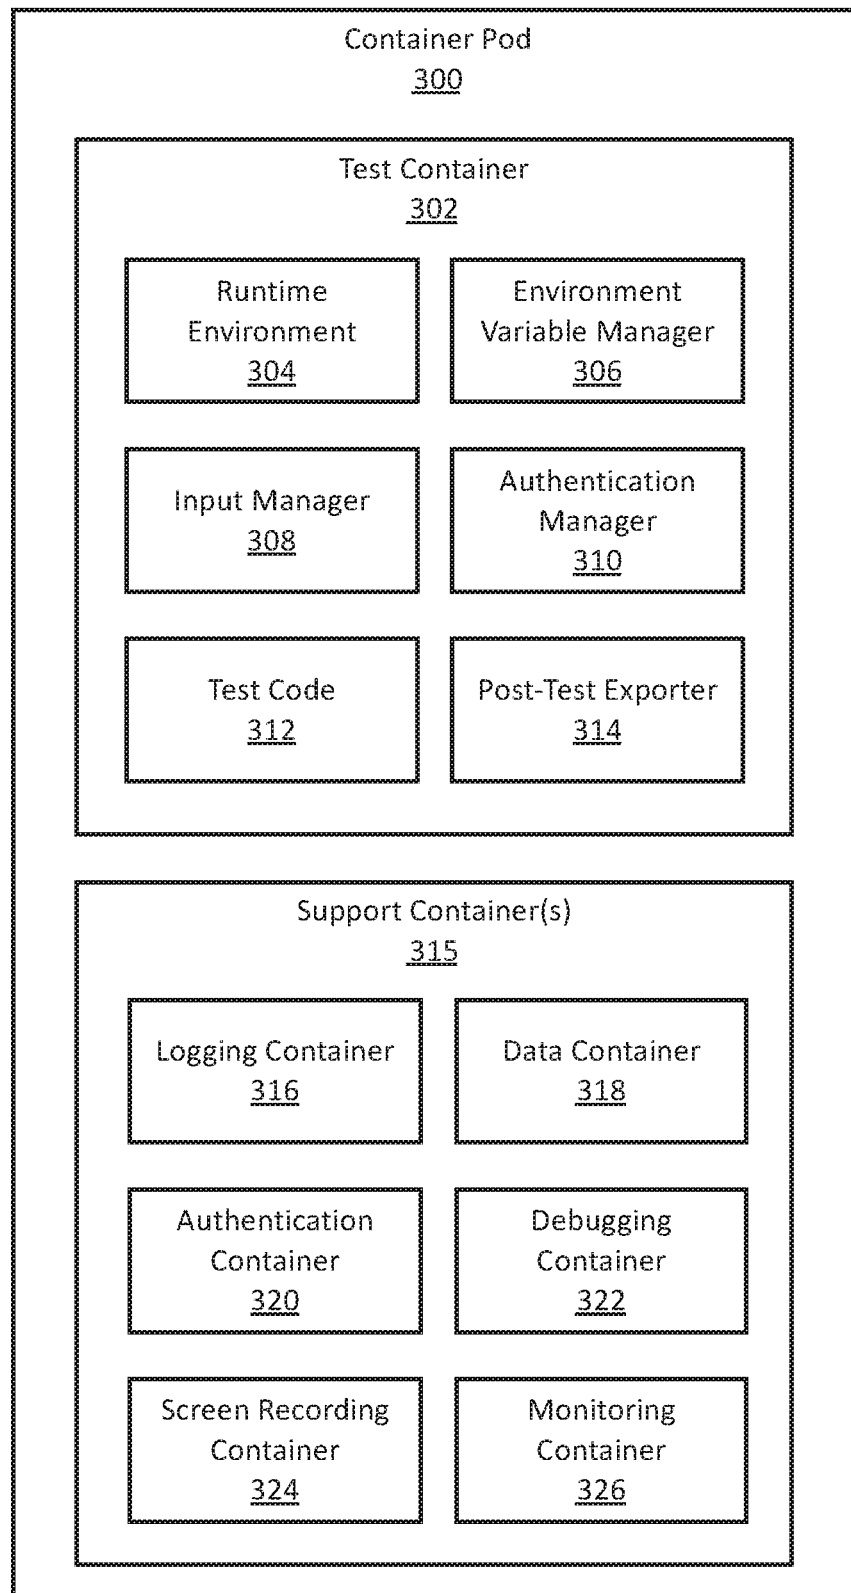 Container Pod
300
Test Container
302
Runtime
Environment
304
Environment
Variable Manager
306
Input Manager
308
Authentication
Manager
310
Test Code
312
Post-Test Exporter
314
Support Container(s)
315
Logging Container
316
Data Container
318
Authentication
Container
320
Debugging
Container
322
Screen Recording
Container
324
Monitoring
Container
326